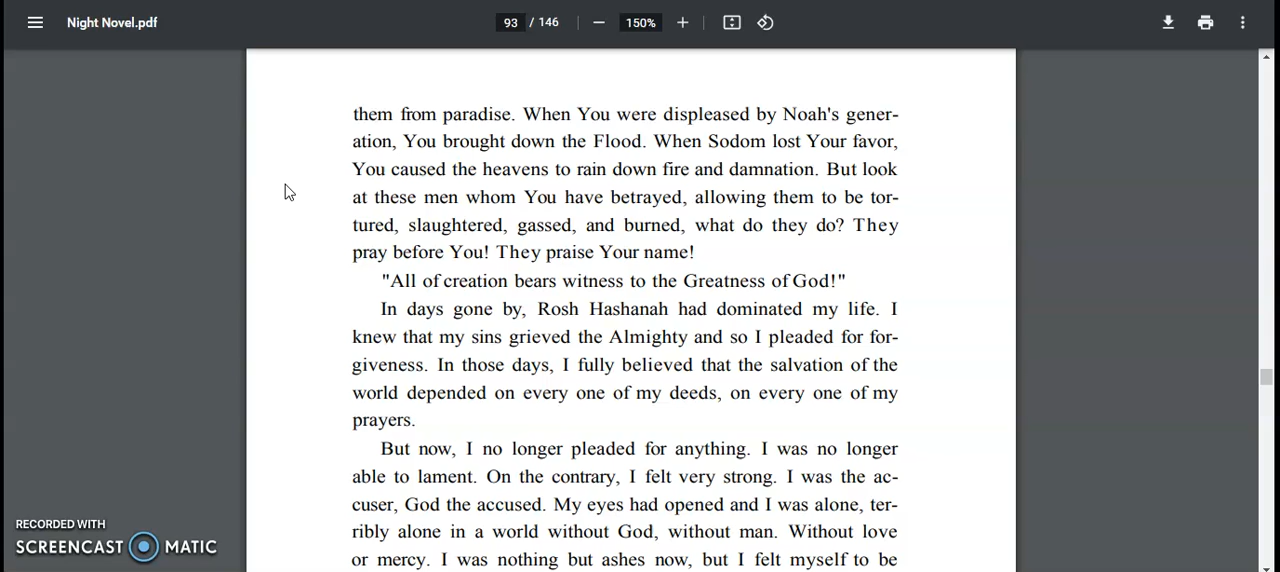 Night Novel.pdf
93 / 146
150%
them from paradise. When You were displeased by Noah's gener-
ation, You brought down the Flood. When Sodom lost Your favor,
You caused the heavens to rain down fire and damnation. But look
at these men whom You have betrayed, allowing them to be tor-
tured, slaughtered, gassed, and burned, what do they do? They
pray before You! They praise Your name!
"All of creation bears witness to the Greatness of God!"
In days gone by, Rosh Hashanah had dominated my life. I
knew that my sins grieved the Almighty and so I pleaded for for-
giveness. In those days, I fully believed that the salvation of the
world depended on every one of my deeds, on every one of my
prayers.
But now, I no longer pleaded for anything. I was no longer
able to lament. On the contrary, I felt very strong. I was the ac-
cuser, God the accused. My eyes had opened and I was alone, ter-
ribly alone in a world without God, without man. Without love
or mercy. I was nothing but ashes now, but I felt myself to be
RECORDED WITH
SCREENCAST MATIC